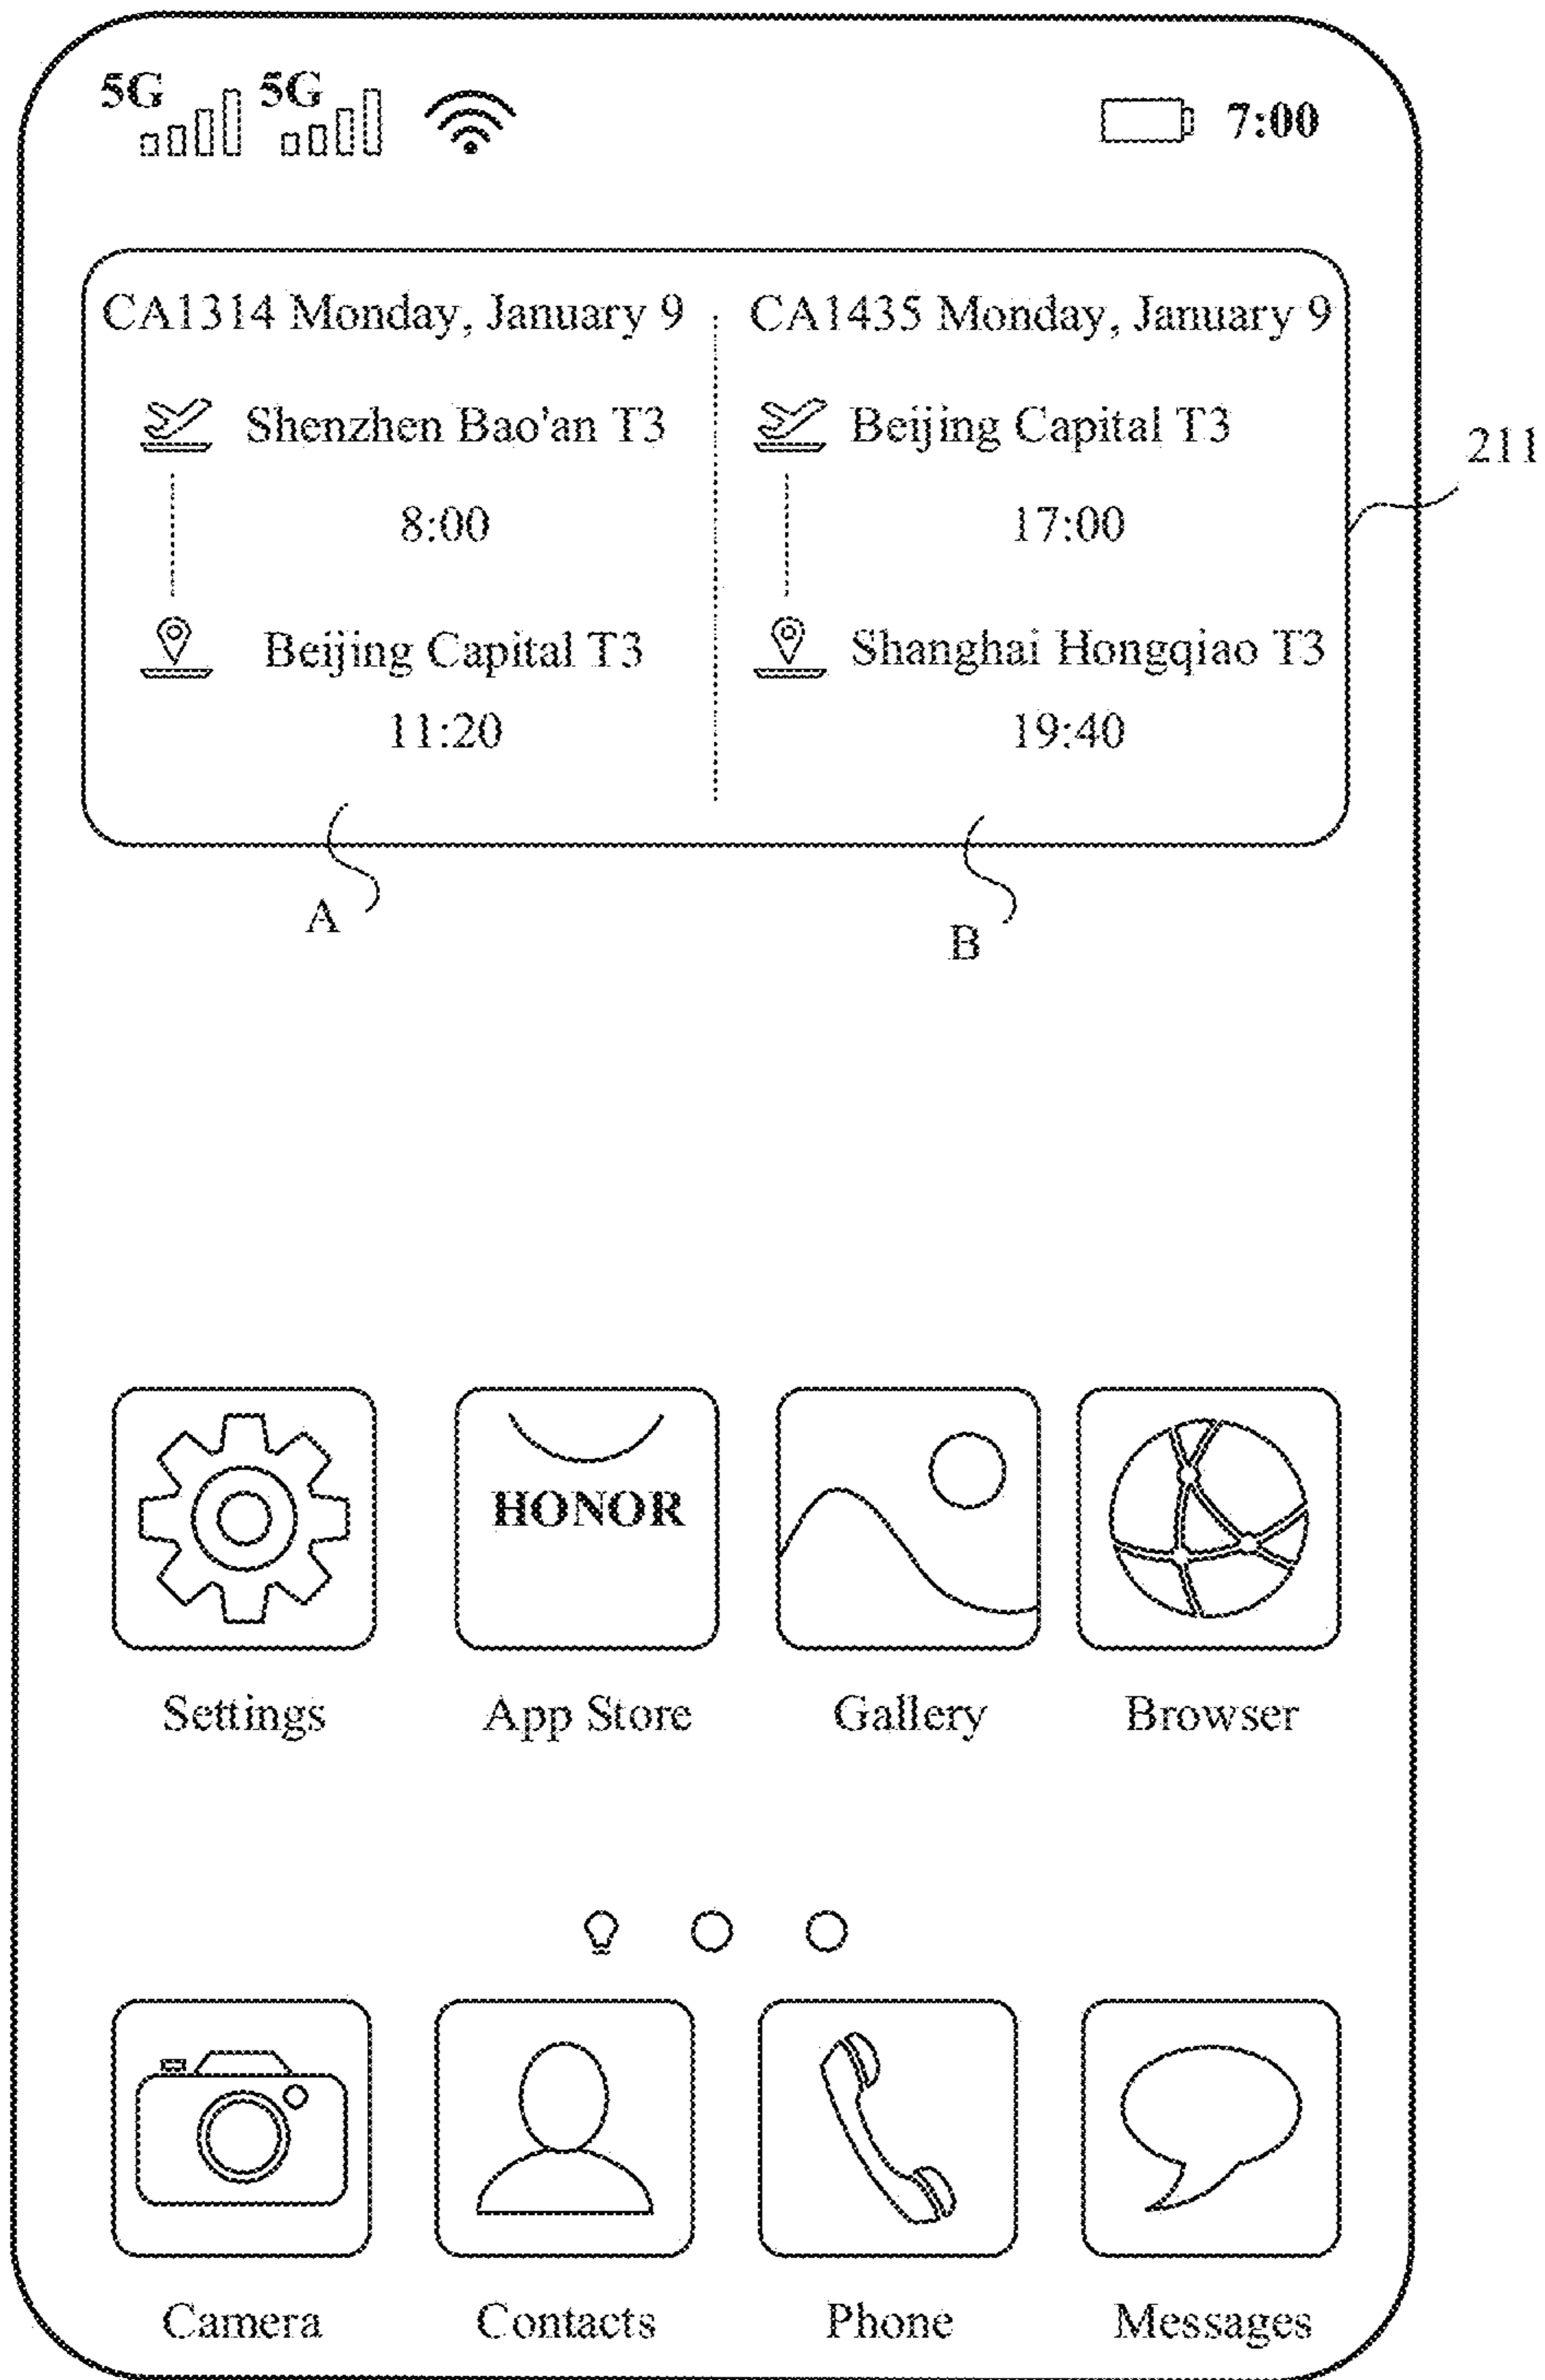 5G 5G 7:00
CA1314 Monday, January 9
Shenzhen Bao'an T3
8:00
Beijing Capital T3
11:20
CA1435 Monday, January 9
Beijing Capital T3
17:00
Shanghai Hongqiao T3
19:40
211
A
B
HONOR
Settings App Store Gallery Browser
Camera Contacts Phone Messages